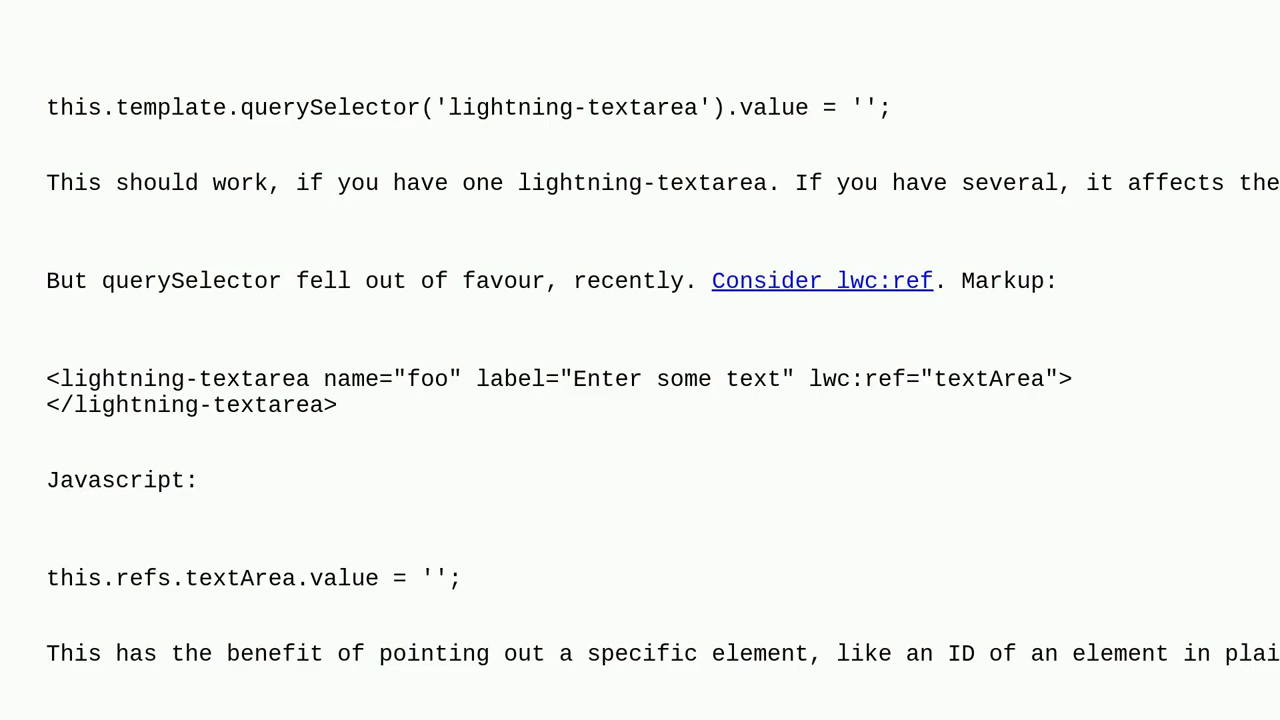 this.template.querySelector('lightning-textarea').value = '';
This should work, if you have one lightning-textarea. If you have several, it affects the
But querySelector fell out of favour, recently. Consider lwc:ref. Markup:
<lightning-textarea name="foo" label="Enter some text" lwc:ref="textArea">
</lightning-textarea>
Javascript:
this.refs.textArea.value = '';
This has the benefit of pointing out a specific element, like an ID of an element in plai